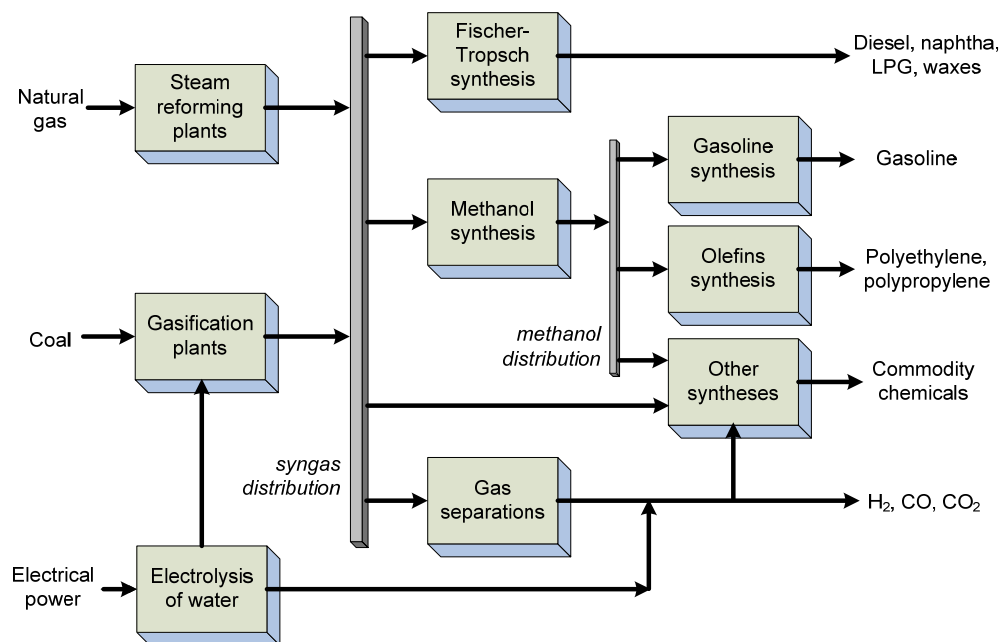 Fischer-
Tropsch
synthesis
Diesel, naphtha,
LPG, waxes
Natural
gas
Steam
reforming
plants
Gasoline
synthesis
Gasoline
Methanol
synthesis
Olefins
synthesis
Polyethylene,
polypropylene
Coal
Gasification
plants
methanol
distribution
Other
syntheses
Commodity
chemicals
syngas
distribution
Gas
separations
H₂, CO, CO₂
Electrical
power
Electrolysis
of water